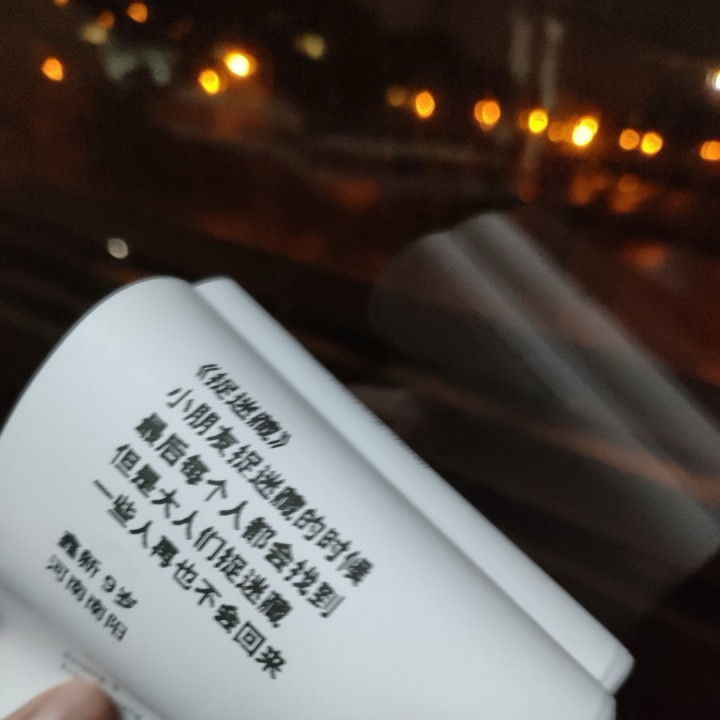 《捉迷藏》
小朋友捉迷藏的时候
最后每个人都会找到
但是大人们捉迷藏
一些人再也不会回来
新 9岁
河南南阳